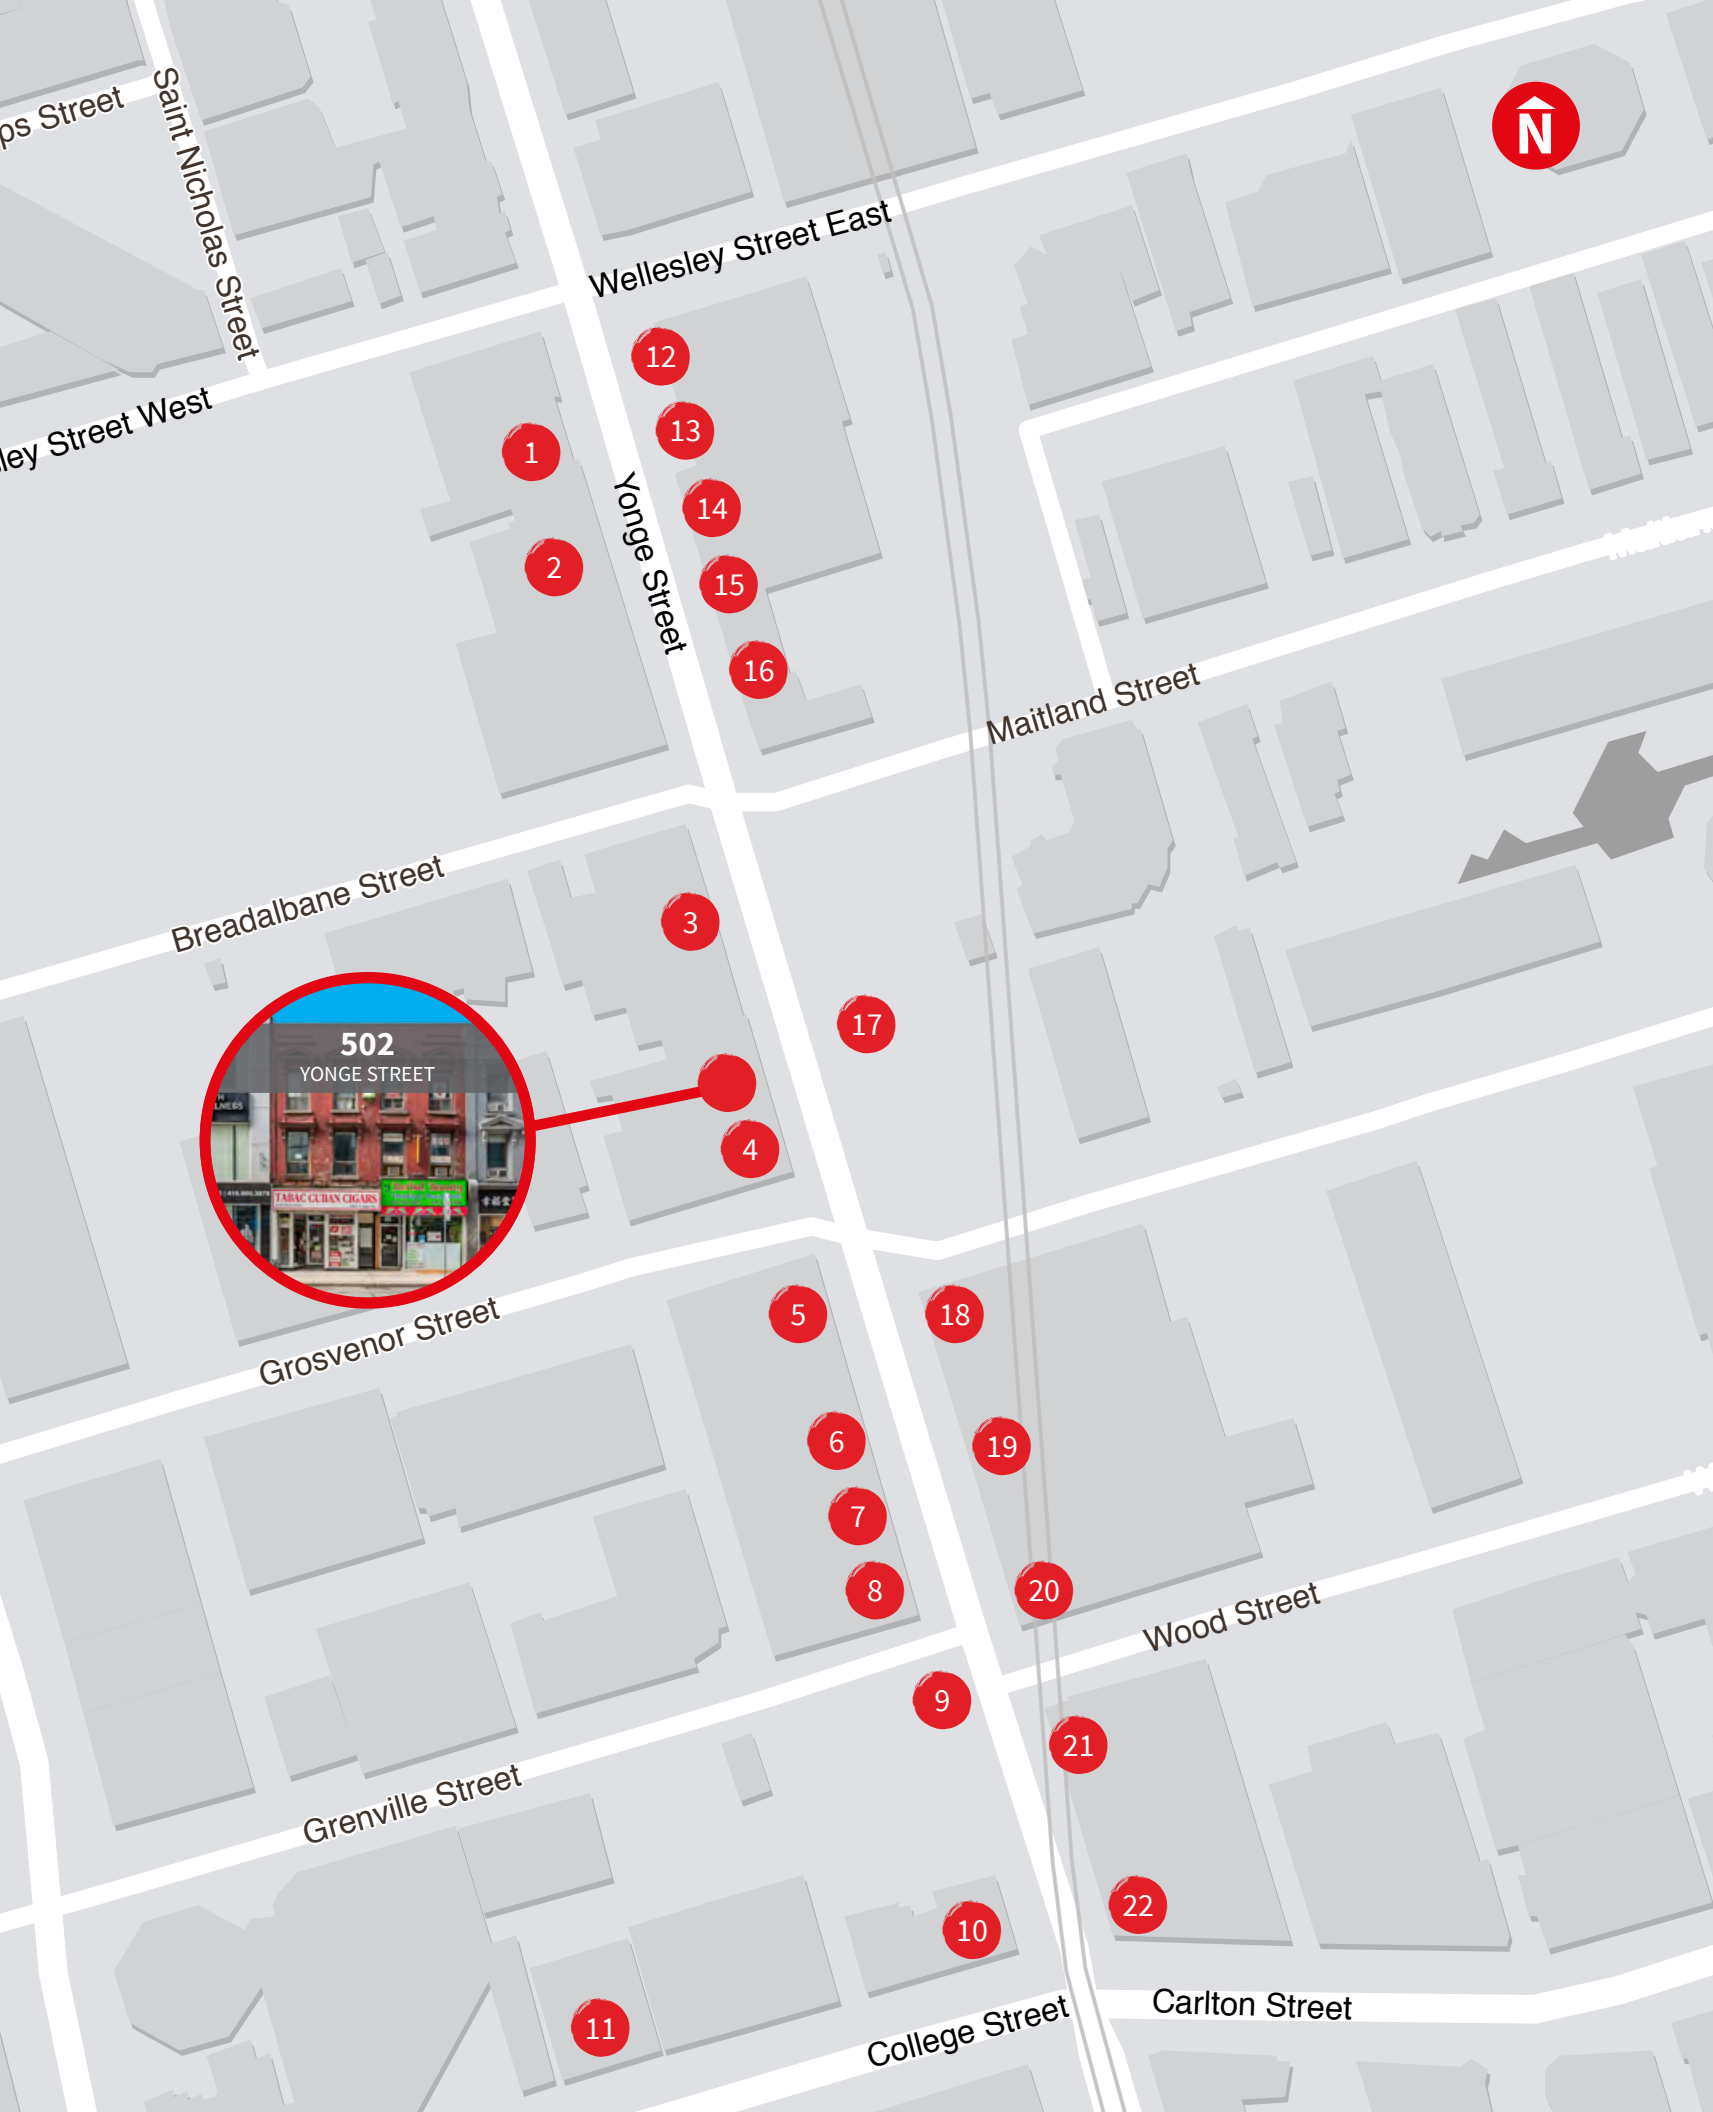 Saint Nicholas Street
ps Street
N
Wellesley Street East
ley Street West
12
13
1
14
2
15
Yonge Street
16
Maitland Street
Breadalbane Street
3
17
502
YONGE STREET
TABAC CUBAN CIGARS
4
5
18
Grosvenor Street
6
19
7
8
20
Wood Street
9
21
Grenville Street
22
10
11
Carlton Street
College Street